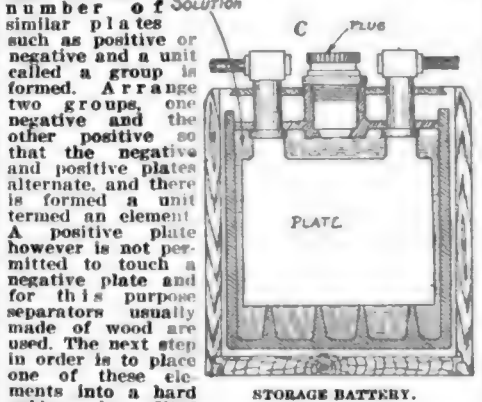 number of
similar plates
such as positive or
negative and a unit
called a group is
formed. Arrange
two groups, one
negative and the
other positive so
that the negative
and positive plates
alternate, and there
is formed a unit
termed an element
A positive plate
however is not per-
mitted to touch a
negative plate and
for this purpose
separators usually
made of wood are
used. The next step
in order is to place
one of these ele-
ments into a hard
SOLUTION
C
PLUG
PLATE
STORAGE BATTERY.